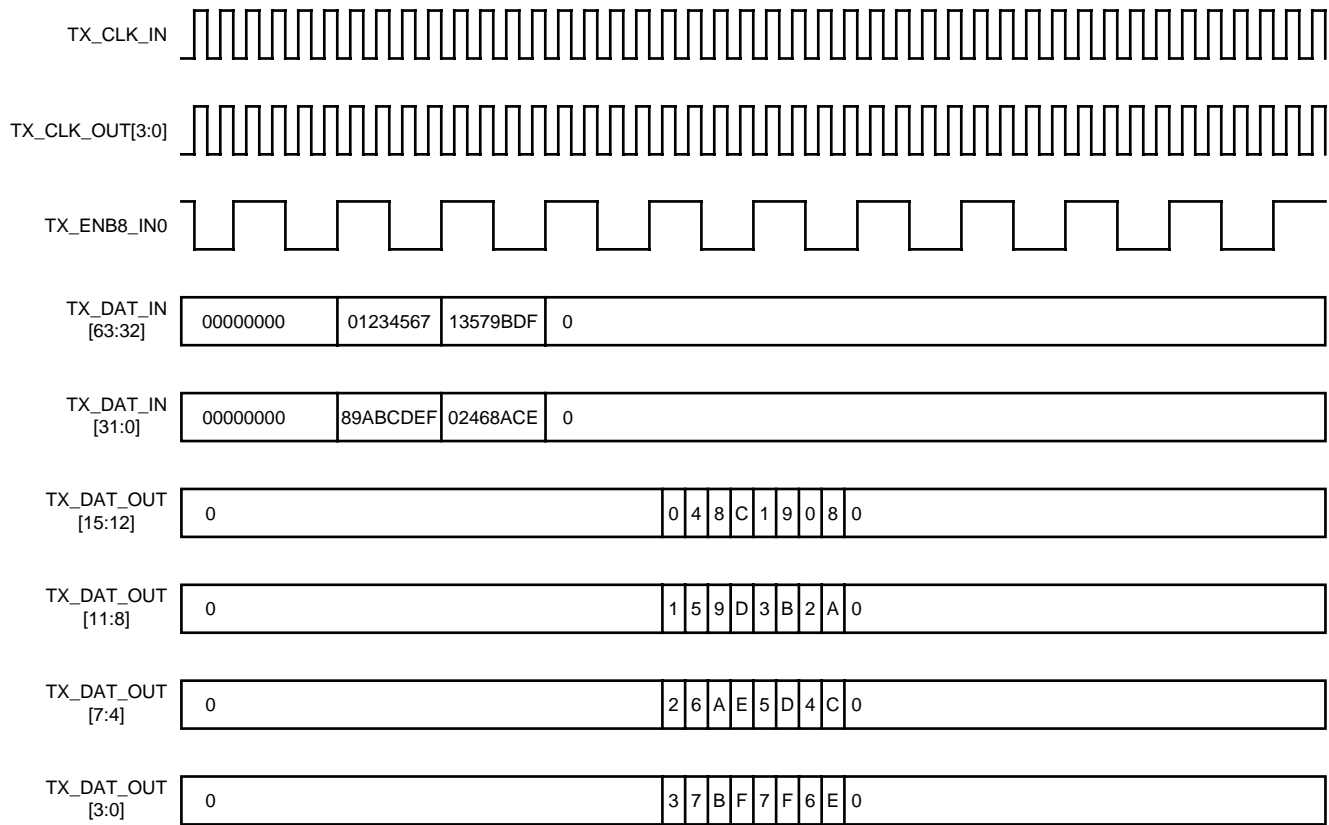 TX_CLK_IN
TX_CLK_OUT[3:0]
TX_ENB8_IN0
TX_DAT_IN
[63:32]
00000000 01234567 13579BDF 0
TX_DAT_IN
[31:0]
00000000 89ABCDEF 02468ACE 0
TX_DAT_OUT
[15:12]
0 0 4 8 C 1 9 0 8 0
TX_DAT_OUT
[11:8]
0 1 5 9 D 3 B 2 A 0
TX_DAT_OUT
[7:4]
0 2 6 A E 5 D 4 C 0
TX_DAT_OUT
[3:0]
0 3 7 B F 7 F 6 E 0